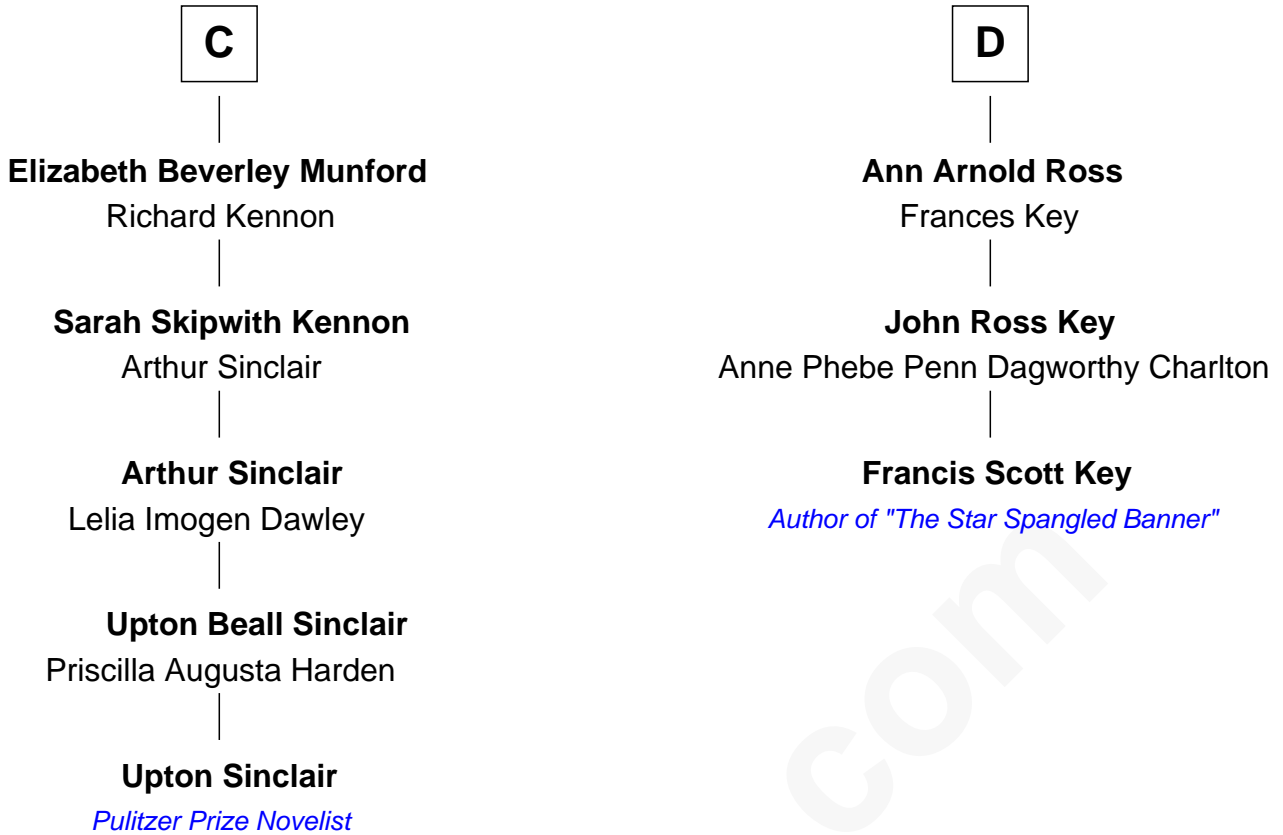 C
Elizabeth Beverley Munford
Richard Kennon
Sarah Skipwith Kennon
Arthur Sinclair
Arthur Sinclair
Lelia Imogen Dawley
Upton Beall Sinclair
Priscilla Augusta Harden
Upton Sinclair
Pulitzer Prize Novelist
D
Ann Arnold Ross
Frances Key
John Ross Key
Anne Phebe Penn Dagworthy Charlton
Francis Scott Key
Author of "The Star Spangled Banner"
com